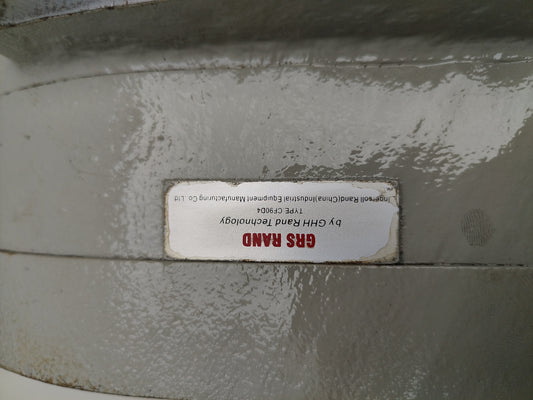 GRS RAND
by GHH Rand Technology
TYPE CF90D4
Ingersoll Rand(China)Industrial Equipment Manufacturing Co. Ltd